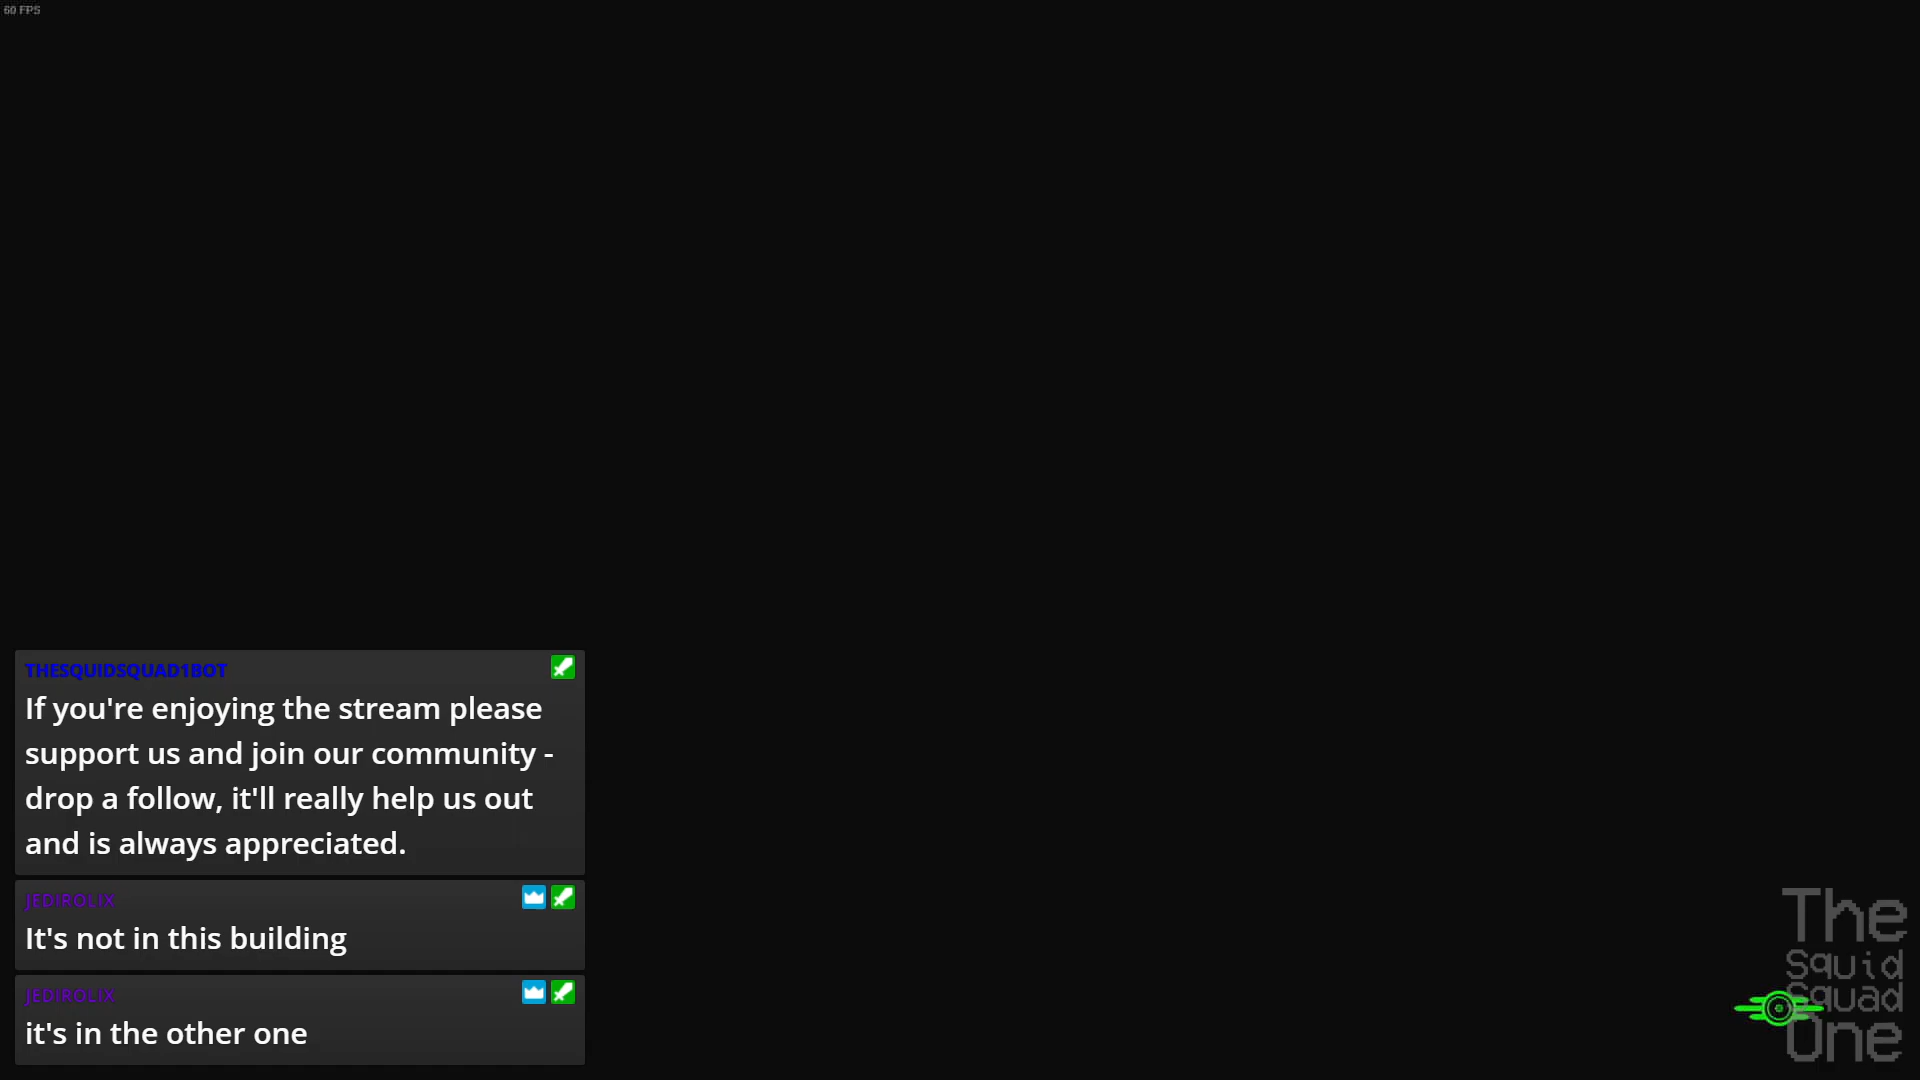 60 FPS
THESQUIDSQUAD1BOT
If you're enjoying the stream please
support us and join our community -
drop a follow, it'll really help us out
and is always appreciated.
JEDIROLIX
It's not in this building
JEDIROLIX
it's in the other one
The
Squid
Squad
One